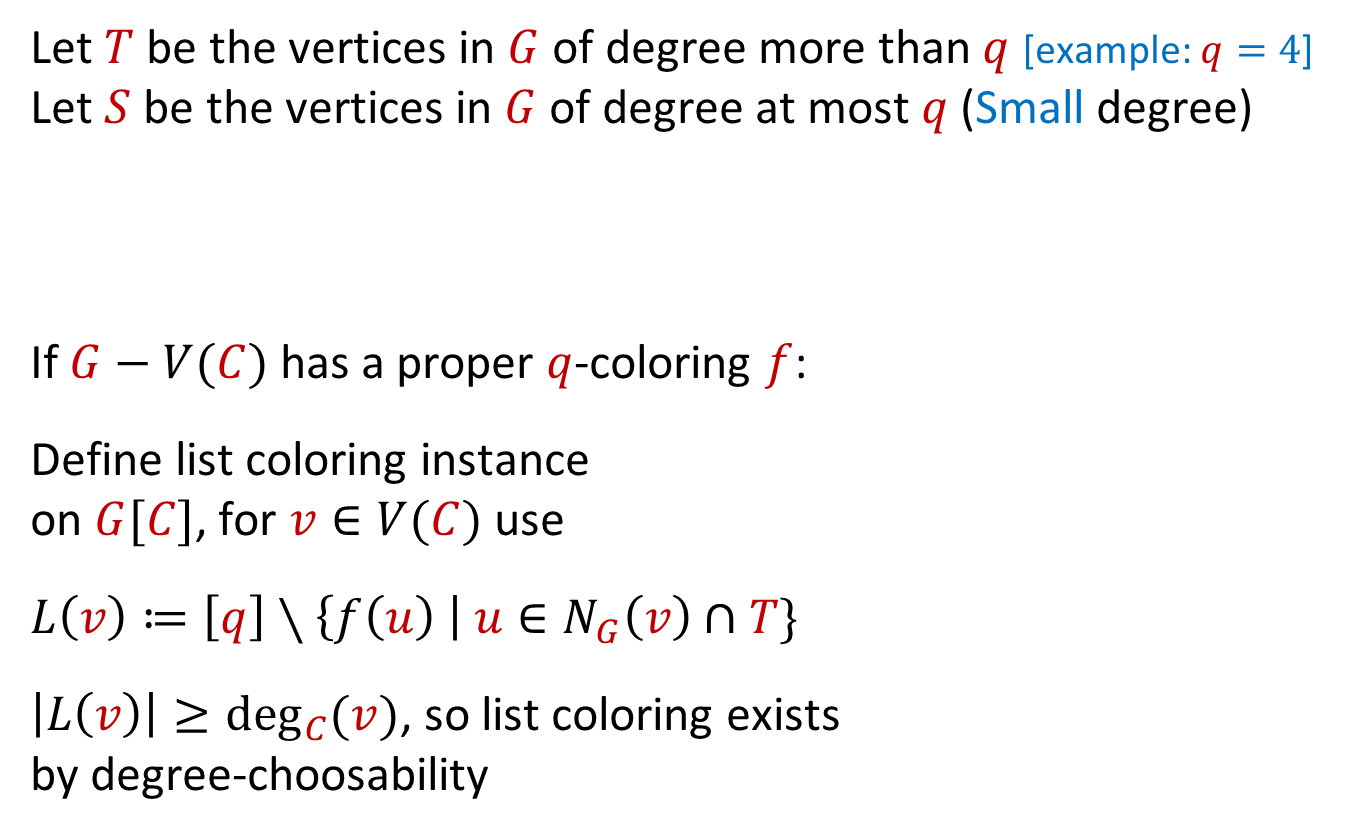 Let T be the vertices in G of degree more than q [example: q = 4]
Let S be the vertices in G of degree at most q (Small degree)
If G − V(C) has a proper q-coloring f:
Define list coloring instance
on G[C], for v ∈ V(C) use
L(v) ≔ [q] \ {f(u) | u ∈ N_G(v) ∩ T}
|L(v)| ≥ deg_C(v), so list coloring exists
by degree-choosability